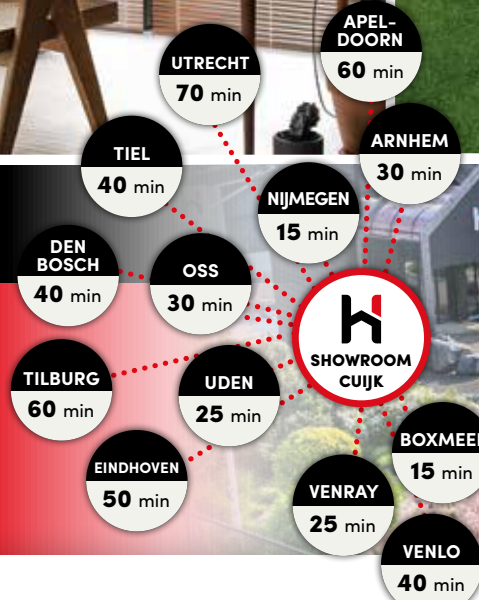 APEL-
DOORN
60 min
UTRECHT
70 min
ARNHEM
30 min
TIEL
40 min
NIJMEGEN
15 min
DEN
BOSCH
40 min
OSS
30 min
SHOWROOM
CUIJK
TILBURG
60 min
UDEN
25 min
BOXMEE
15 min
EINDHOVEN
50 min
VENRAY
25 min
VENLO
40 min